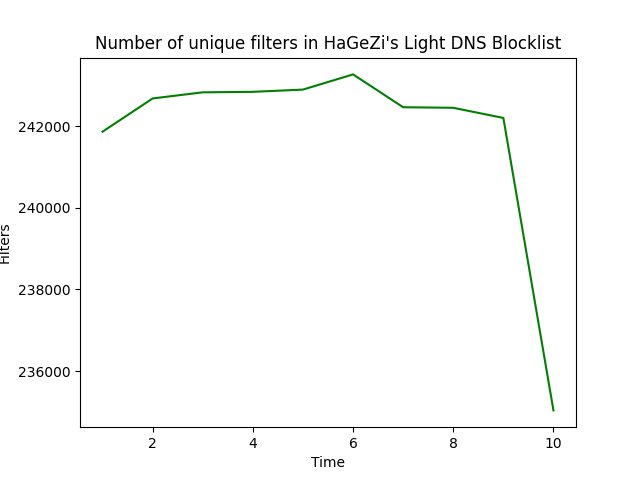 Number of unique filters in HaGeZi's Light DNS Blocklist
Filters
242000
240000
238000
236000
2 4 6 8 10
Time